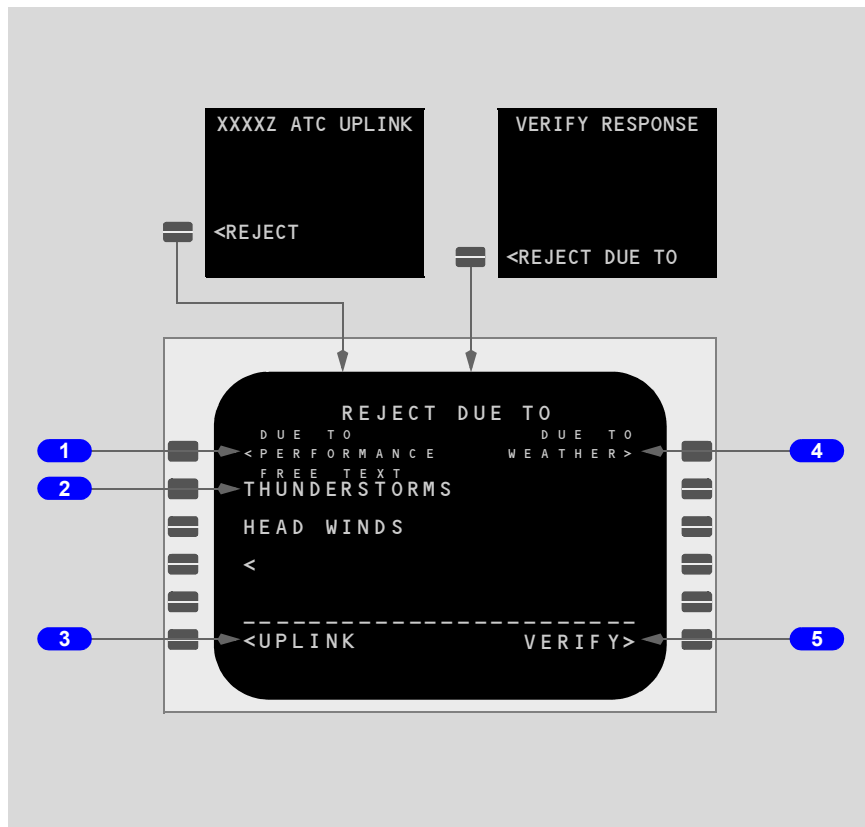 XXXXZ ATC UPLINK
<REJECT
VERIFY RESPONSE
<REJECT DUE TO
REJECT DUE TO
DUE TO
DUE TO
1
<PERFORMANCE
WEATHER>
4
FREE TEXT
2
THUNDERSTORMS
HEAD WINDS
<
------------------------
3
<UPLINK
VERIFY>
5